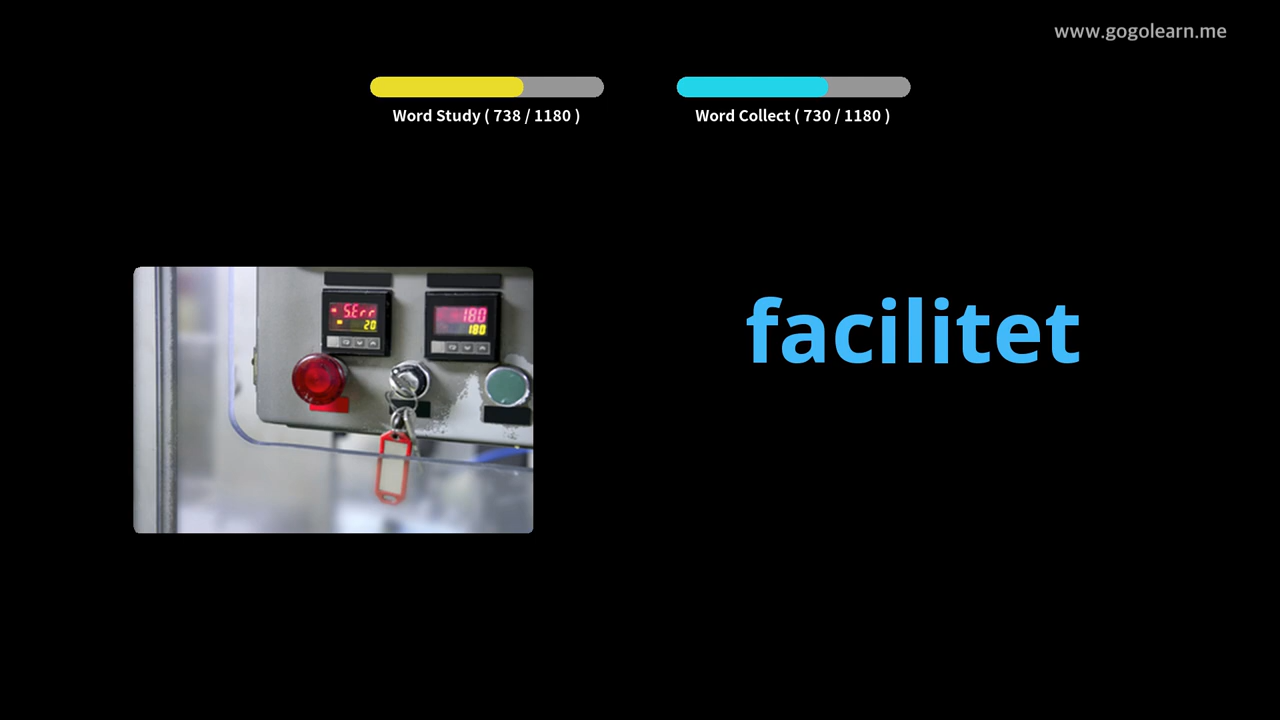 www.gogolearn.me
Word Study ( 738 / 1180 )
Word Collect ( 730 / 1180 )
SErr
20
180
180
facilitet